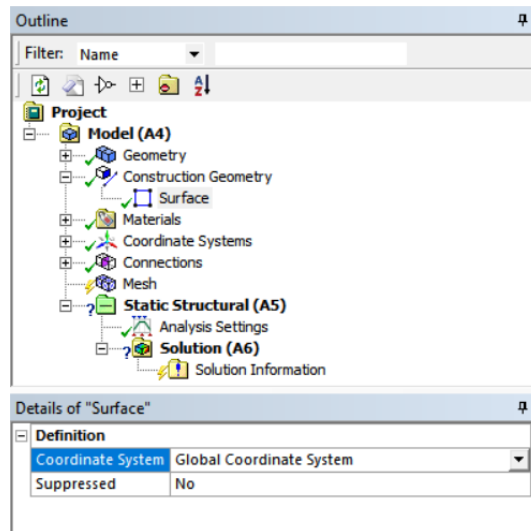 Outline
Filter: Name
Project
Model (A4)
Geometry
Construction Geometry
Surface
Materials
Coordinate Systems
Connections
Mesh
Static Structural (A5)
Analysis Settings
Solution (A6)
Solution Information
Details of "Surface"
Definition
Coordinate System Global Coordinate System
Suppressed No